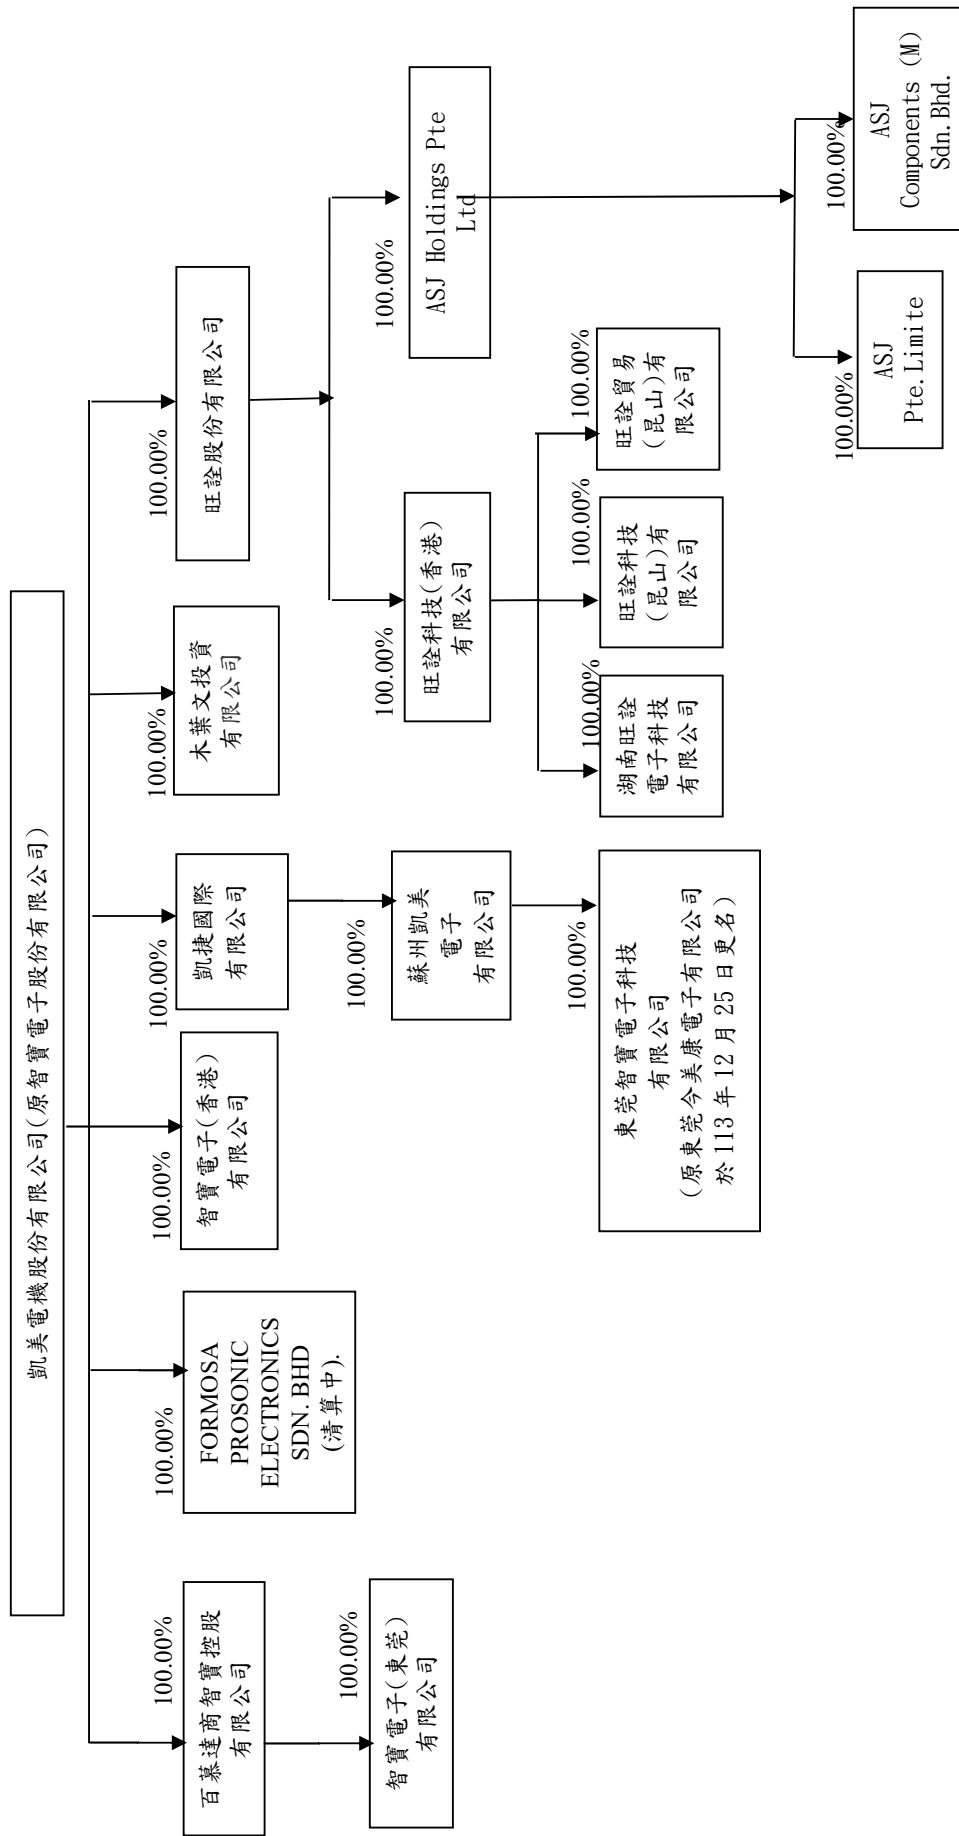 凱美電機股份有限公司(原智寶電子股份有限公司)
100.00%
百慕達商智寶控股
有限公司
100.00%
FORMOSA
PROSONIC
ELECTRONICS
SDN. BHD
(清算中).
100.00%
智寶電子(香港)
有限公司
100.00%
凱捷國際
有限公司
100.00%
木葉文投資
有限公司
100.00%
旺詮股份有限公司
100.00%
智寶電子(東莞)
有限公司
100.00%
蘇州凱美
電子
有限公司
100.00%
旺詮科技(香港)
有限公司
100.00%
ASJ Holdings Pte
Ltd
100.00%
東莞智寶電子科技
有限公司
(原東莞今美康電子有限公司
於 113 年 12 月 25 日更名)
100.00%
湖南旺詮
電子科技
有限公司
100.00%
旺詮科技
(昆山)有
限公司
100.00%
旺詮貿易
(昆山)有
限公司
100.00%
ASJ
Pte. Limite
100.00%
ASJ
Components (M)
Sdn. Bhd.